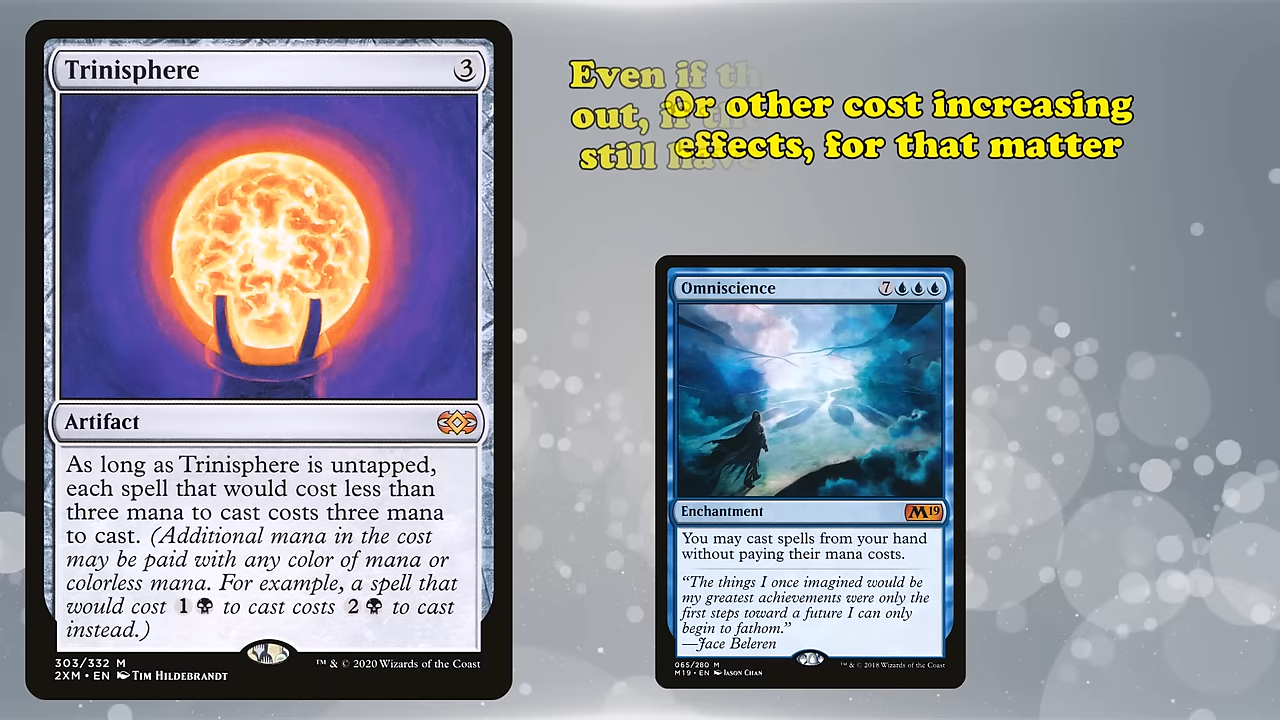 Trinisphere 3
Artifact
As long as Trinisphere is untapped,
each spell that would cost less than
three mana to cast costs three mana
to cast. (Additional mana in the cost
may be paid with any color of mana or
colorless mana. For example, a spell that
would cost 1 to cast costs 2 to cast
instead.)
303/332 M
2XM • EN Tim Hildebrandt
™ & © 2020 Wizards of the Coast
Even if th
out, if th
still hav
Or other cost increasing
effects, for that matter
Omniscience 7
Enchantment M19
You may cast spells from your hand
without paying their mana costs.
“The things I once imagined would be
my greatest achievements were only the
first steps toward a future I can only
begin to fathom.”
—Jace Beleren
065/280 M
M19 • EN Jason Chan
™ & © 2018 Wizards of the Coast